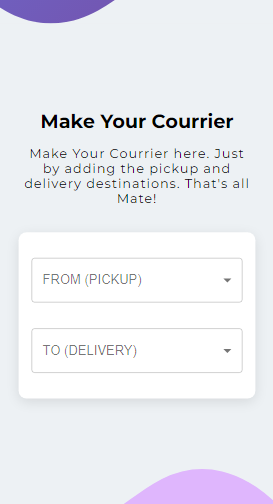 Make Your Courrier
Make Your Courrier here. Just
by adding the pickup and
delivery destinations. That's all
Mate!
FROM (PICKUP)
TO (DELIVERY)